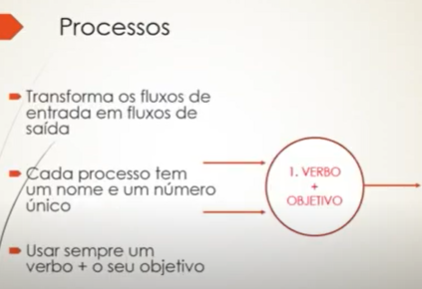 Processos
Transforma os fluxos de
entrada em fluxos de
saída
Cada processo tem
um nome e um número
único
Usar sempre um
verbo + o seu objetivo
1. VERBO
+
OBJETIVO